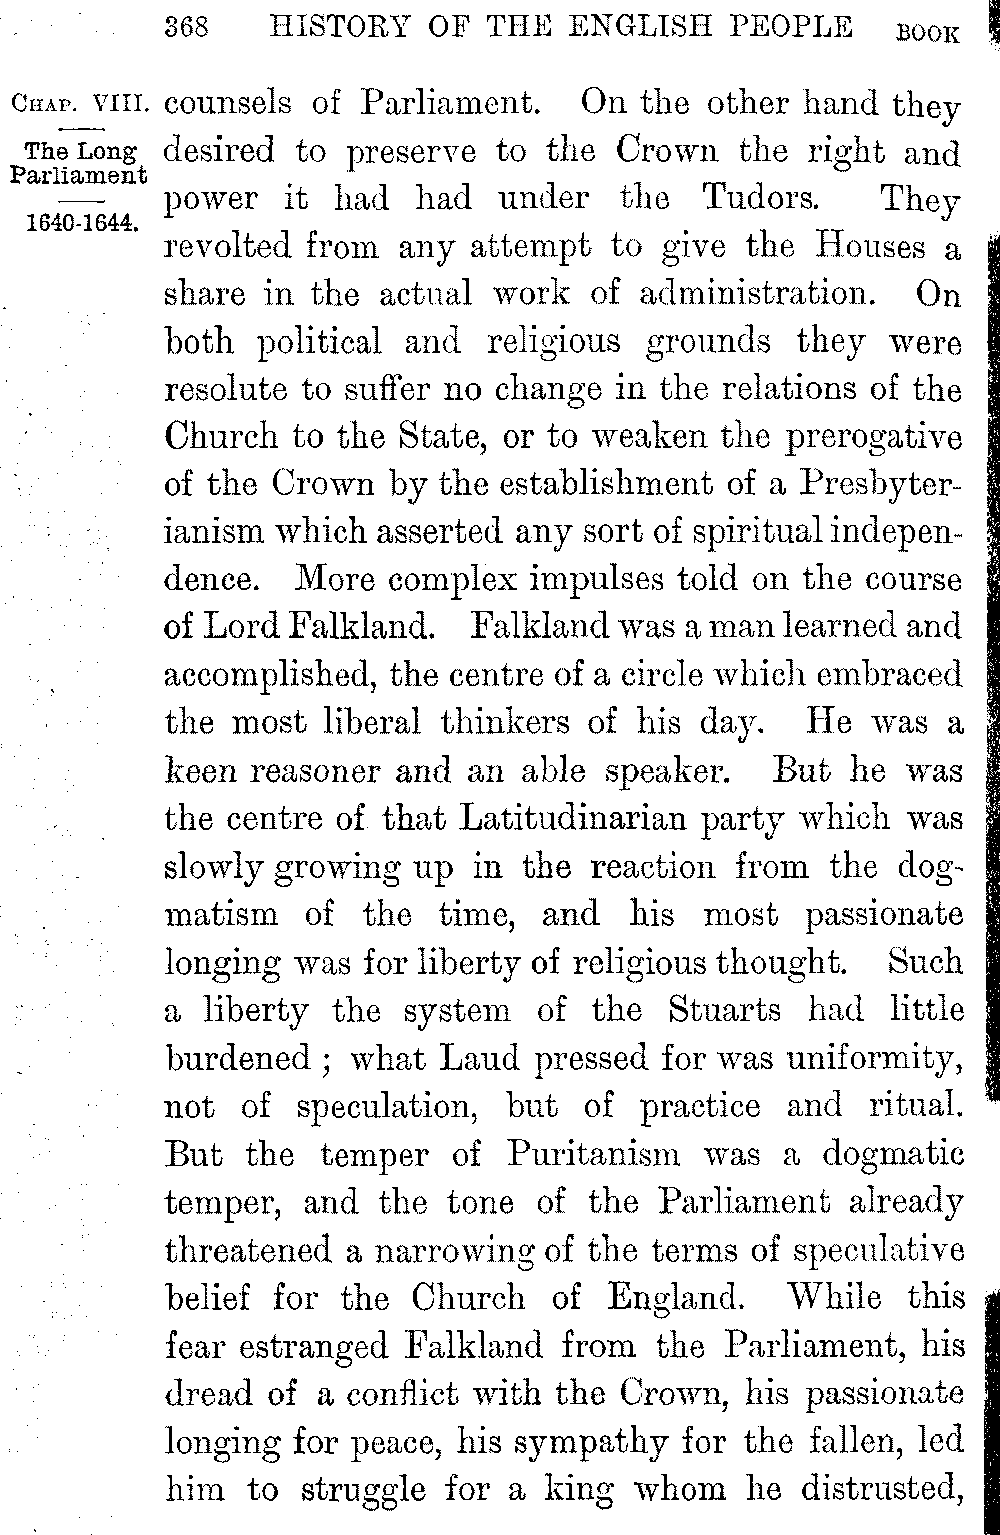 368 HISTORY OF THE ENGLISH PEOPLE BOOK
CHAP. VIII.
The Long
Parliament
1640-1644.
counsels of Parliament. On the other hand they
desired to preserve to the Crown the right and
power it had had under the Tudors. They
revolted from any attempt to give the Houses a
share in the actual work of administration. On
both political and religious grounds they were
resolute to suffer no change in the relations of the
Church to the State, or to weaken the prerogative
of the Crown by the establishment of a Presbyter-
ianism which asserted any sort of spiritual indepen-
dence. More complex impulses told on the course
of Lord Falkland. Falkland was a man learned and
accomplished, the centre of a circle which embraced
the most liberal thinkers of his day. He was a
keen reasoner and an able speaker. But he was
the centre of that Latitudinarian party which was
slowly growing up in the reaction from the dog-
matism of the time, and his most passionate
longing was for liberty of religious thought. Such
a liberty the system of the Stuarts had little
burdened ; what Laud pressed for was uniformity,
not of speculation, but of practice and ritual.
But the temper of Puritanism was a dogmatic
temper, and the tone of the Parliament already
threatened a narrowing of the terms of speculative
belief for the Church of England. While this
fear estranged Falkland from the Parliament, his
dread of a conflict with the Crown, his passionate
longing for peace, his sympathy for the fallen, led
him to struggle for a king whom he distrusted,